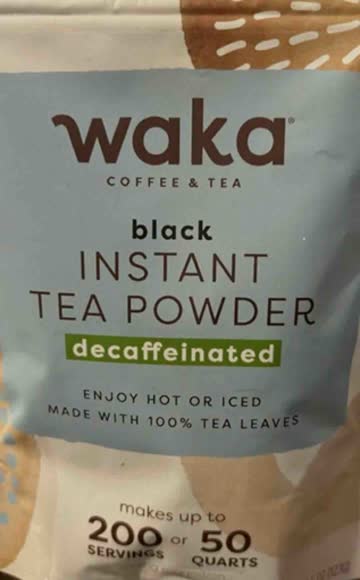 waka
COFFEE & TEA
black
INSTANT
TEA POWDER
decaffeinated
ENJOY HOT OR ICED
MADE WITH 100% TEA LEAVES
makes up to
200 or 50
SERVINGS QUARTS